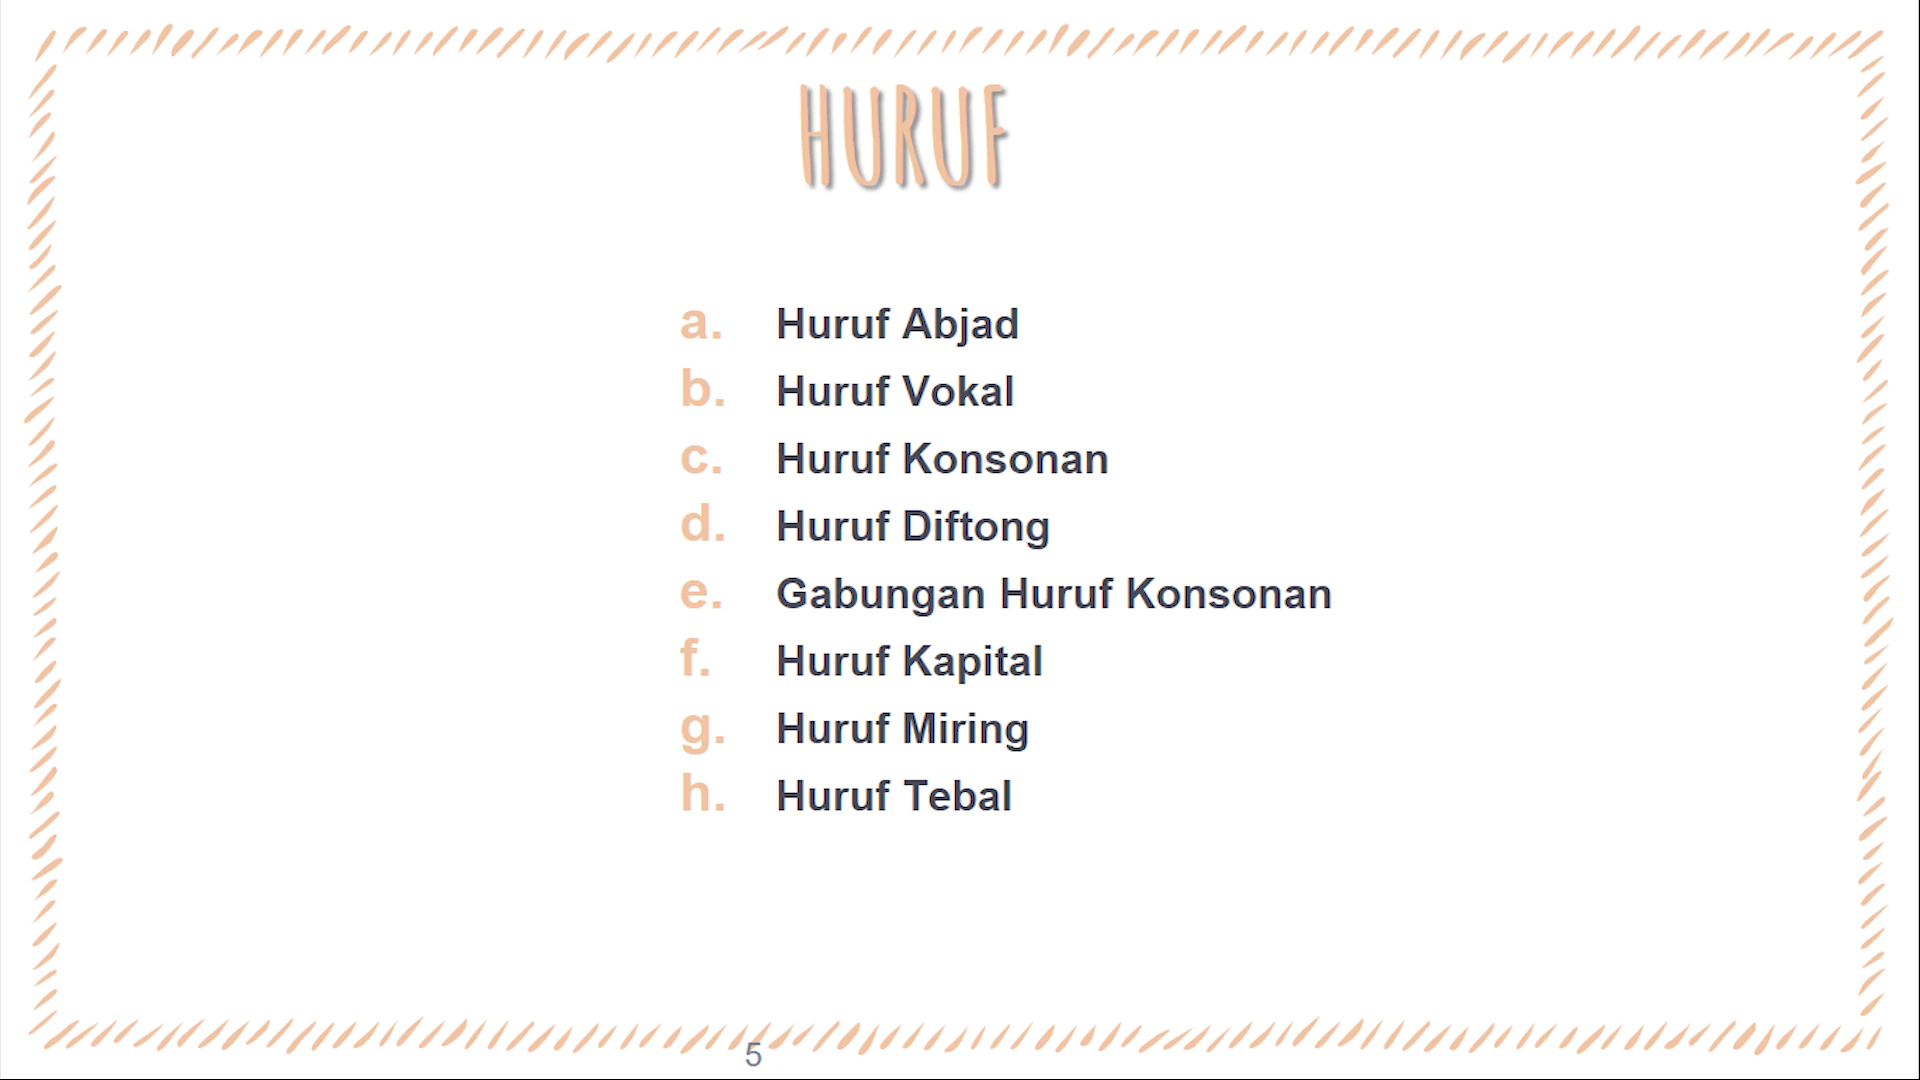 HURUF
a. Huruf Abjad
b. Huruf Vokal
c. Huruf Konsonan
d. Huruf Diftong
e. Gabungan Huruf Konsonan
f. Huruf Kapital
g. Huruf Miring
h. Huruf Tebal
5